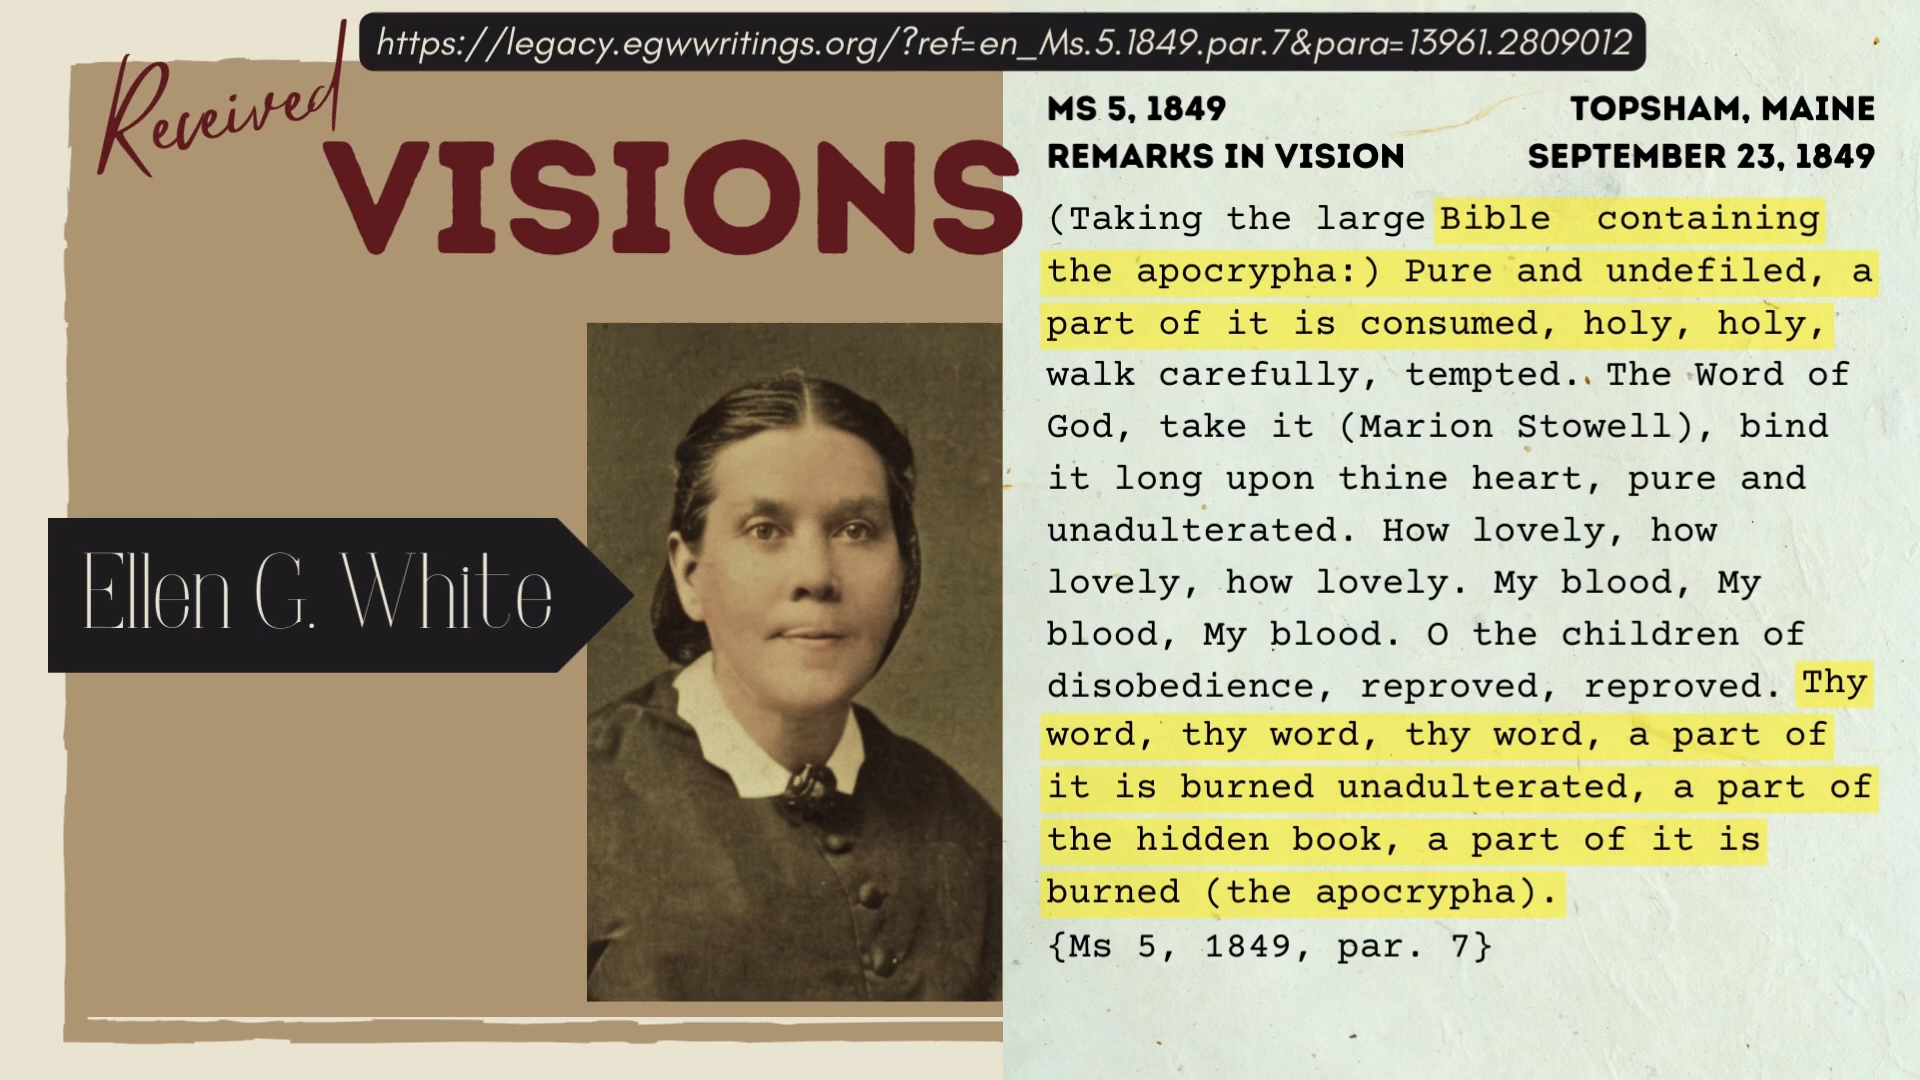 https://legacy.egwwritings.org/?ref=en_Ms.5.1849.par.7&para=13961.2809012
Received
VISIONS
Ellen G. White
MS 5, 1849
TOPSHAM, MAINE
REMARKS IN VISION
SEPTEMBER 23, 1849
(Taking the large Bible containing
the apocrypha:) Pure and undefiled, a
part of it is consumed, holy, holy,
walk carefully, tempted. The Word of
God, take it (Marion Stowell), bind
it long upon thine heart, pure and
unadulterated. How lovely, how
lovely, how lovely. My blood, My
blood, My blood. O the children of
disobedience, reproved, reproved. Thy
word, thy word, thy word, a part of
it is burned unadulterated, a part of
the hidden book, a part of it is
burned (the apocrypha).
{Ms 5, 1849, par. 7}